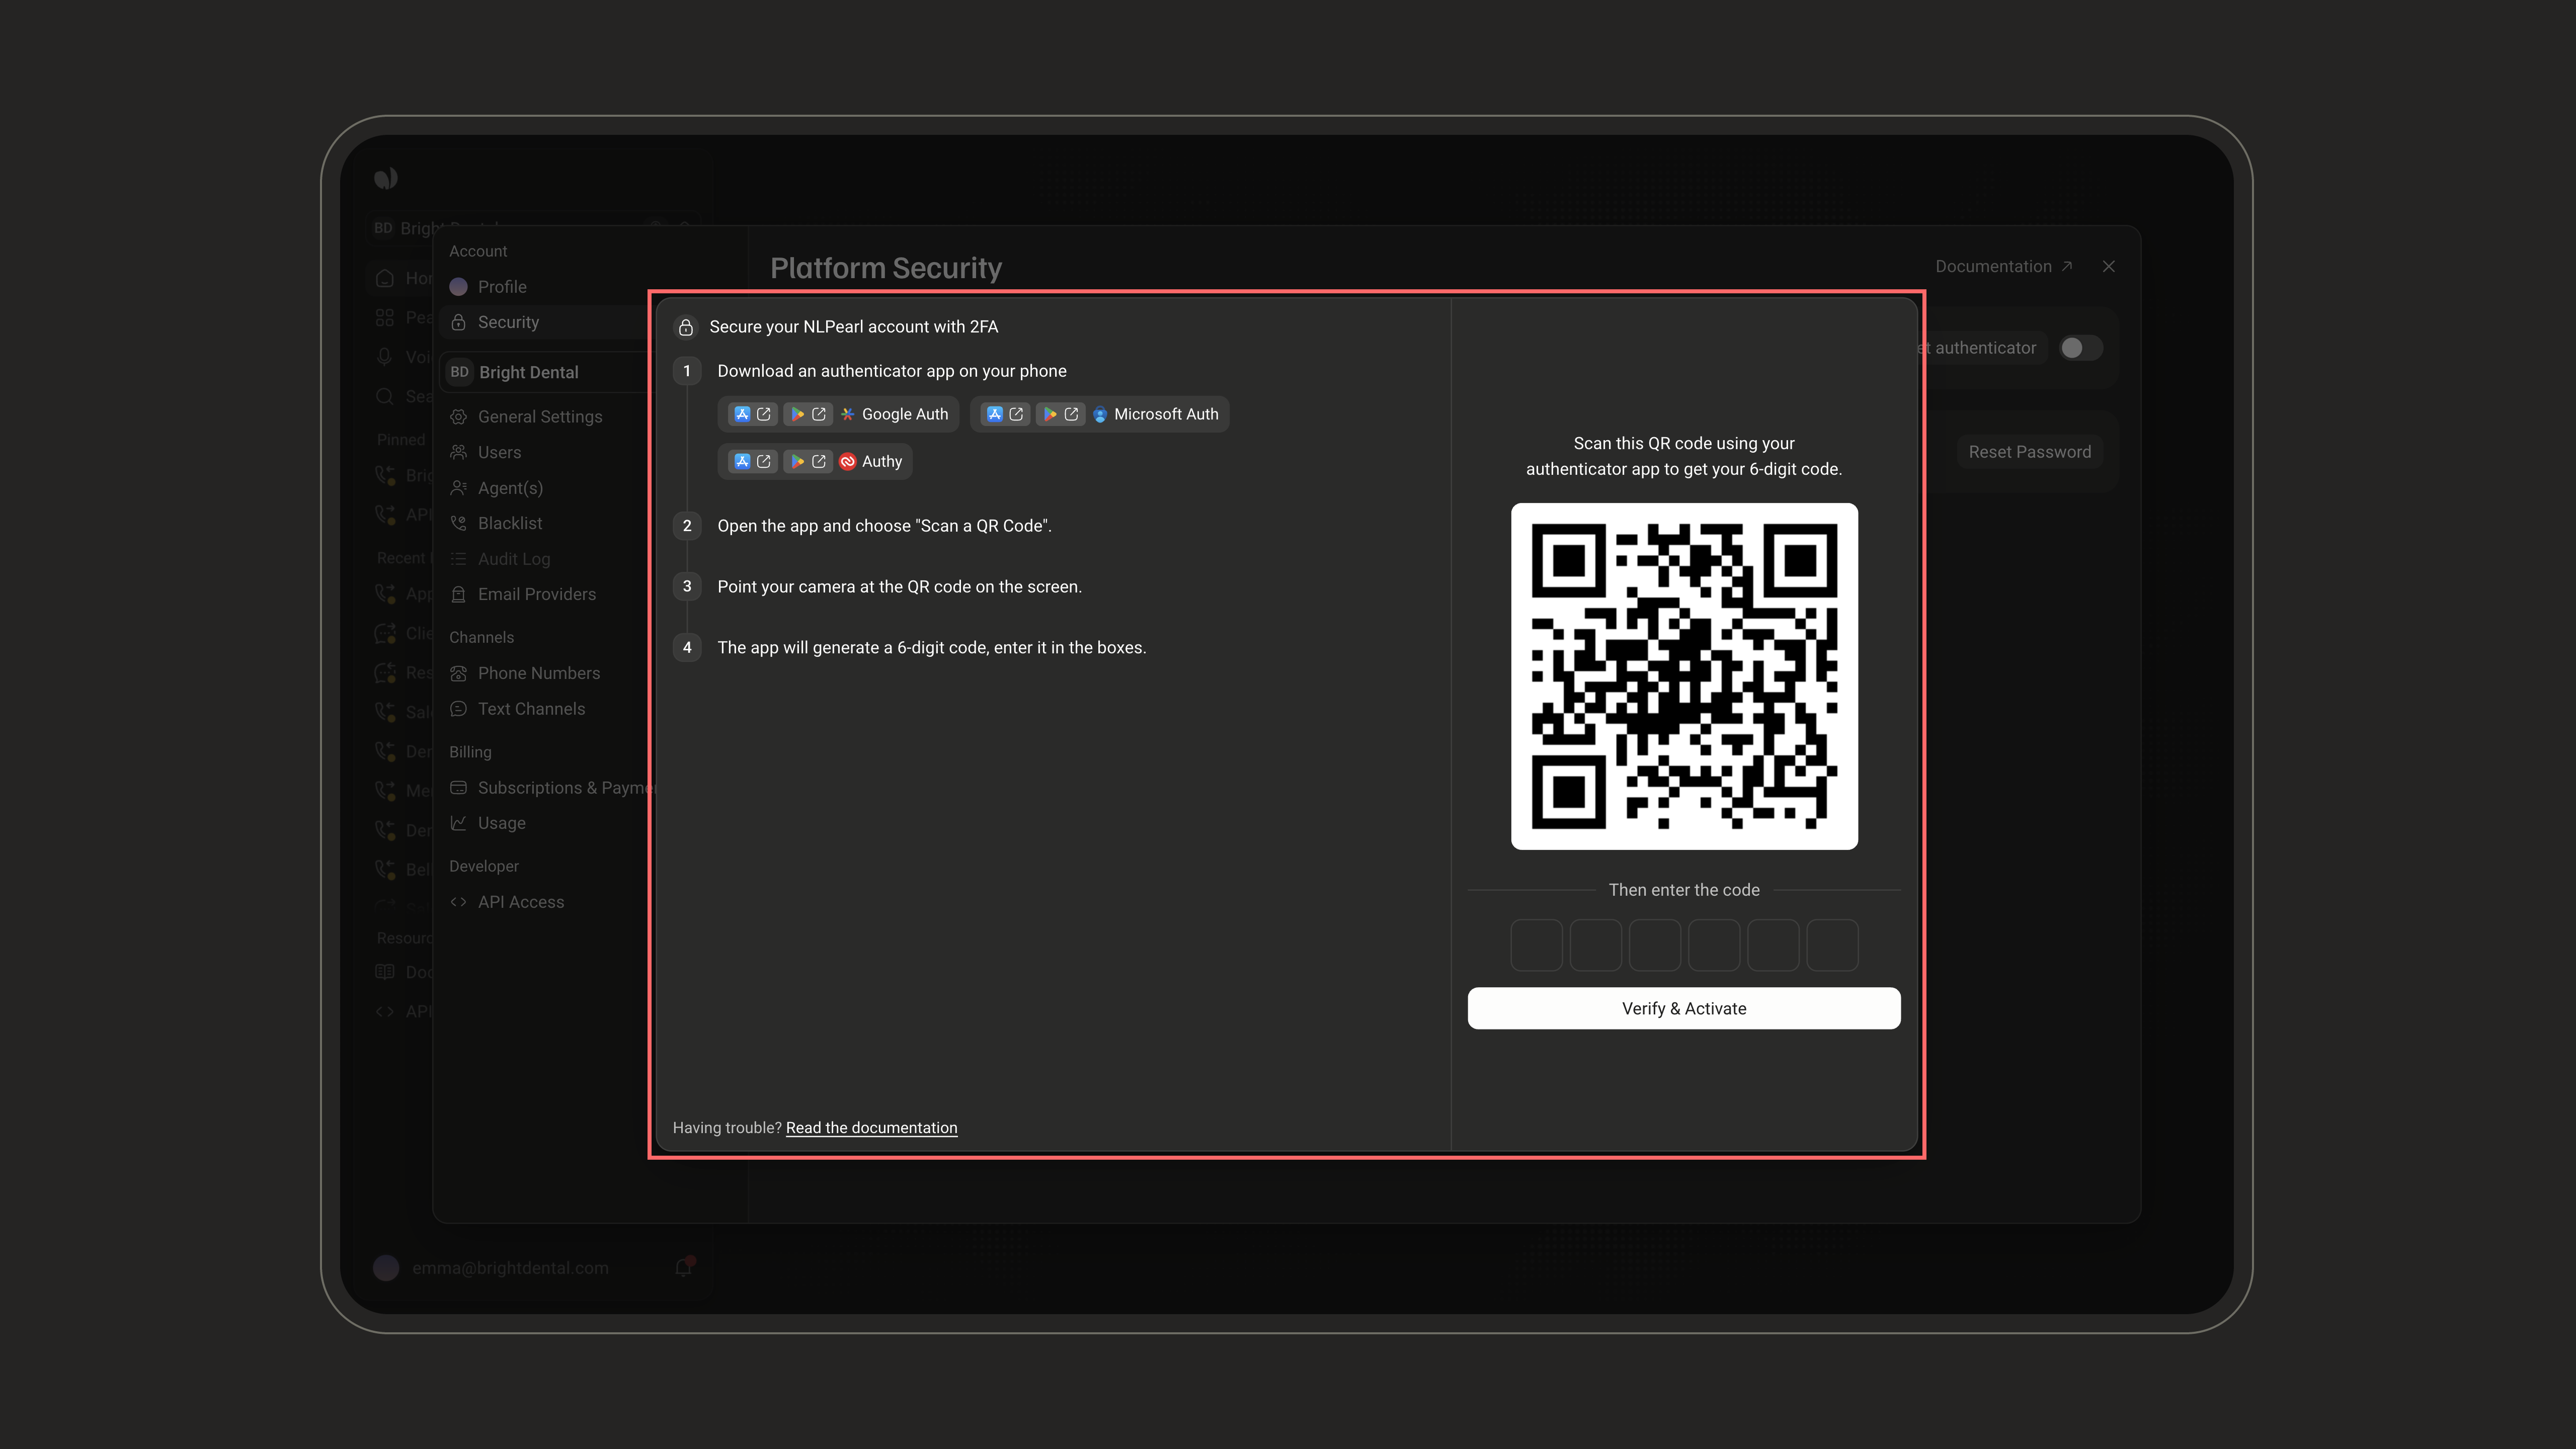 BD
Account
Profile
Security
BD Bright Dental
General Settings
Users
Agent(s)
Blacklist
Audit Log
Email Providers
Channels
Phone Numbers
Text Channels
Billing
Subscriptions &
Usage
Developer
API Access
Pinned
Recent
API
emma@brightdental.com
Platform Security
Documentation
authenticator
Reset Password
Secure your NLPearl account with 2FA
1 Download an authenticator app on your phone
Google Auth
Microsoft Auth
Authy
2 Open the app and choose "Scan a QR Code".
3 Point your camera at the QR code on the screen.
4 The app will generate a 6-digit code, enter it in the boxes.
Having trouble? Read the documentation
Scan this QR code using your
authenticator app to get your 6-digit code.
Then enter the code
Verify & Activate